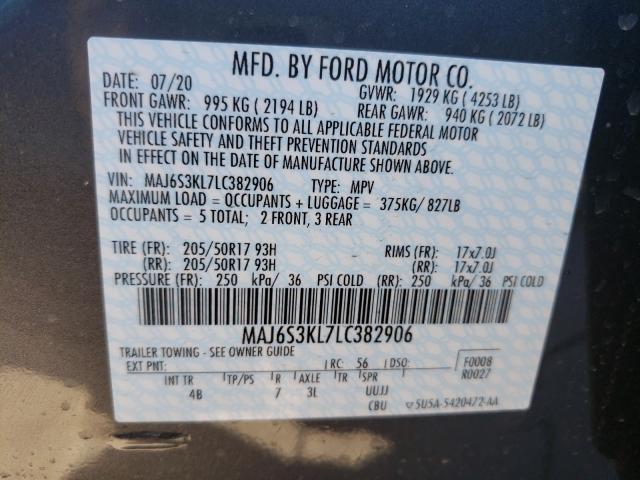 MFD. BY FORD MOTOR CO.
DATE: 07/20 GVWR: 1929 KG ( 4253 LB)
FRONT GAWR: 995 KG ( 2194 LB) REAR GAWR: 940 KG ( 2072 LB)
THIS VEHICLE CONFORMS TO ALL APPLICABLE FEDERAL MOTOR
VEHICLE SAFETY AND THEFT PREVENTION STANDARDS
IN EFFECT ON THE DATE OF MANUFACTURE SHOWN ABOVE.
VIN: MAJ6S3KL7LC382906 TYPE: MPV
MAXIMUM LOAD = OCCUPANTS + LUGGAGE = 375KG/ 827LB
OCCUPANTS = 5 TOTAL; 2 FRONT, 3 REAR
TIRE (FR): 205/50R17 93H RIMS (FR): 17x7.0J
(RR): 205/50R17 93H (RR): 17x7.0J
PRESSURE (FR): 250 kPa/ 36 PSI COLD (RR): 250 kPa/ 36 PSI COLD
MAJ6S3KL7LC382906
TRAILER TOWING - SEE OWNER GUIDE
EXT PNT: RC: 56 DSO: F0008
R0027
INT TR TP/PS R AXLE TR SPR
4B 7 3L UUJJ
CBU 5U5A-5420472-AA